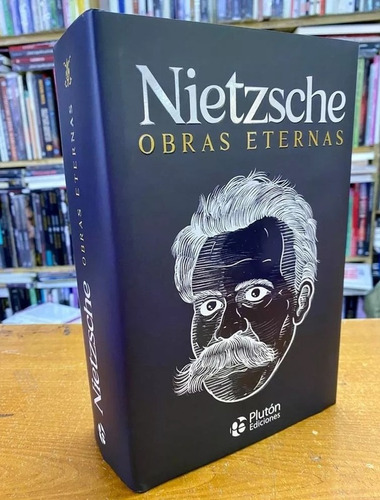 Nietzsche
OBRAS ETERNAS
Plutón
Ediciones
Nietzsche OBRAS ETERNAS